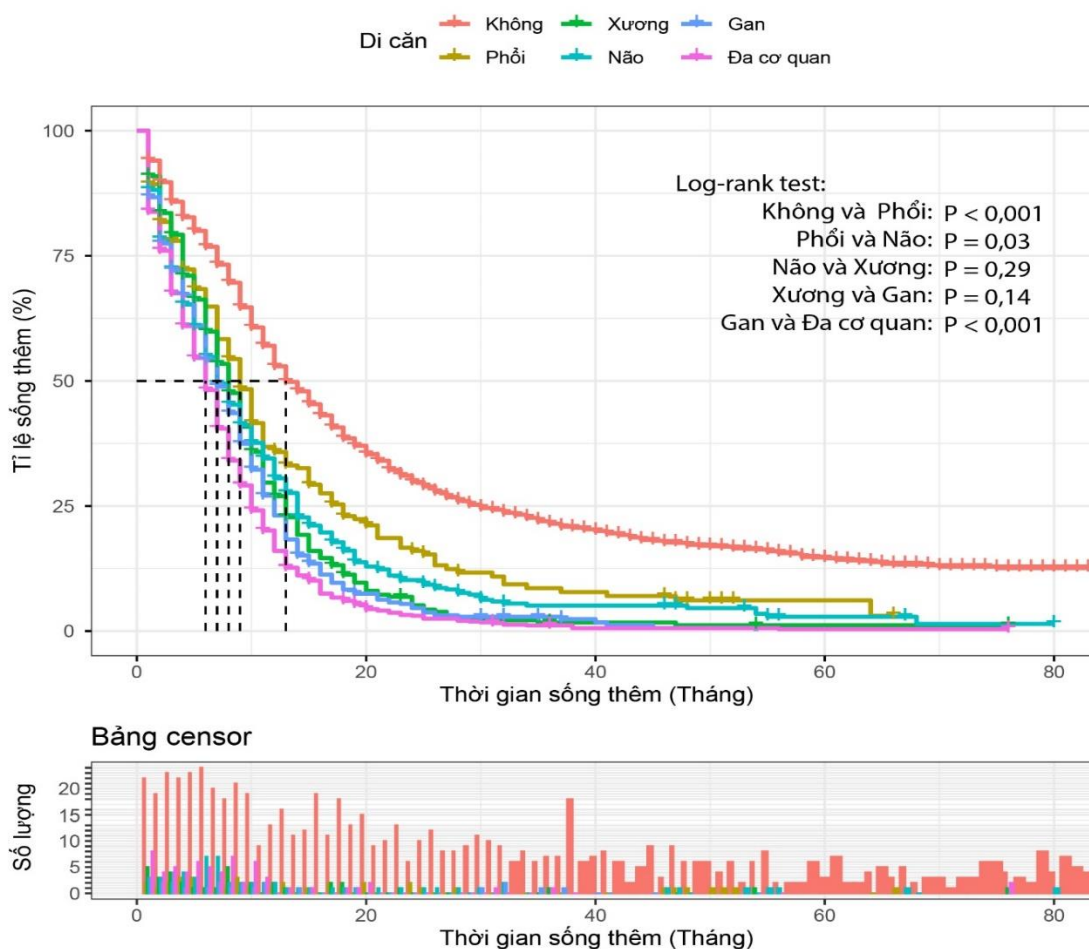 Di căn
Không Xương Gan
Phổi Não Đa cơ quan
Tỉ lệ sống thêm (%)
100
75
50
25
0
Log-rank test:
Không và Phổi: P < 0,001
Phổi và Não: P = 0,03
Não và Xương: P = 0,29
Xương và Gan: P = 0,14
Gan và Đa cơ quan: P < 0,001
0 20 40 60 80
Thời gian sống thêm (Tháng)
Bảng censor
Số lượng
20
15
10
5
0
0 20 40 60 80
Thời gian sống thêm (Tháng)